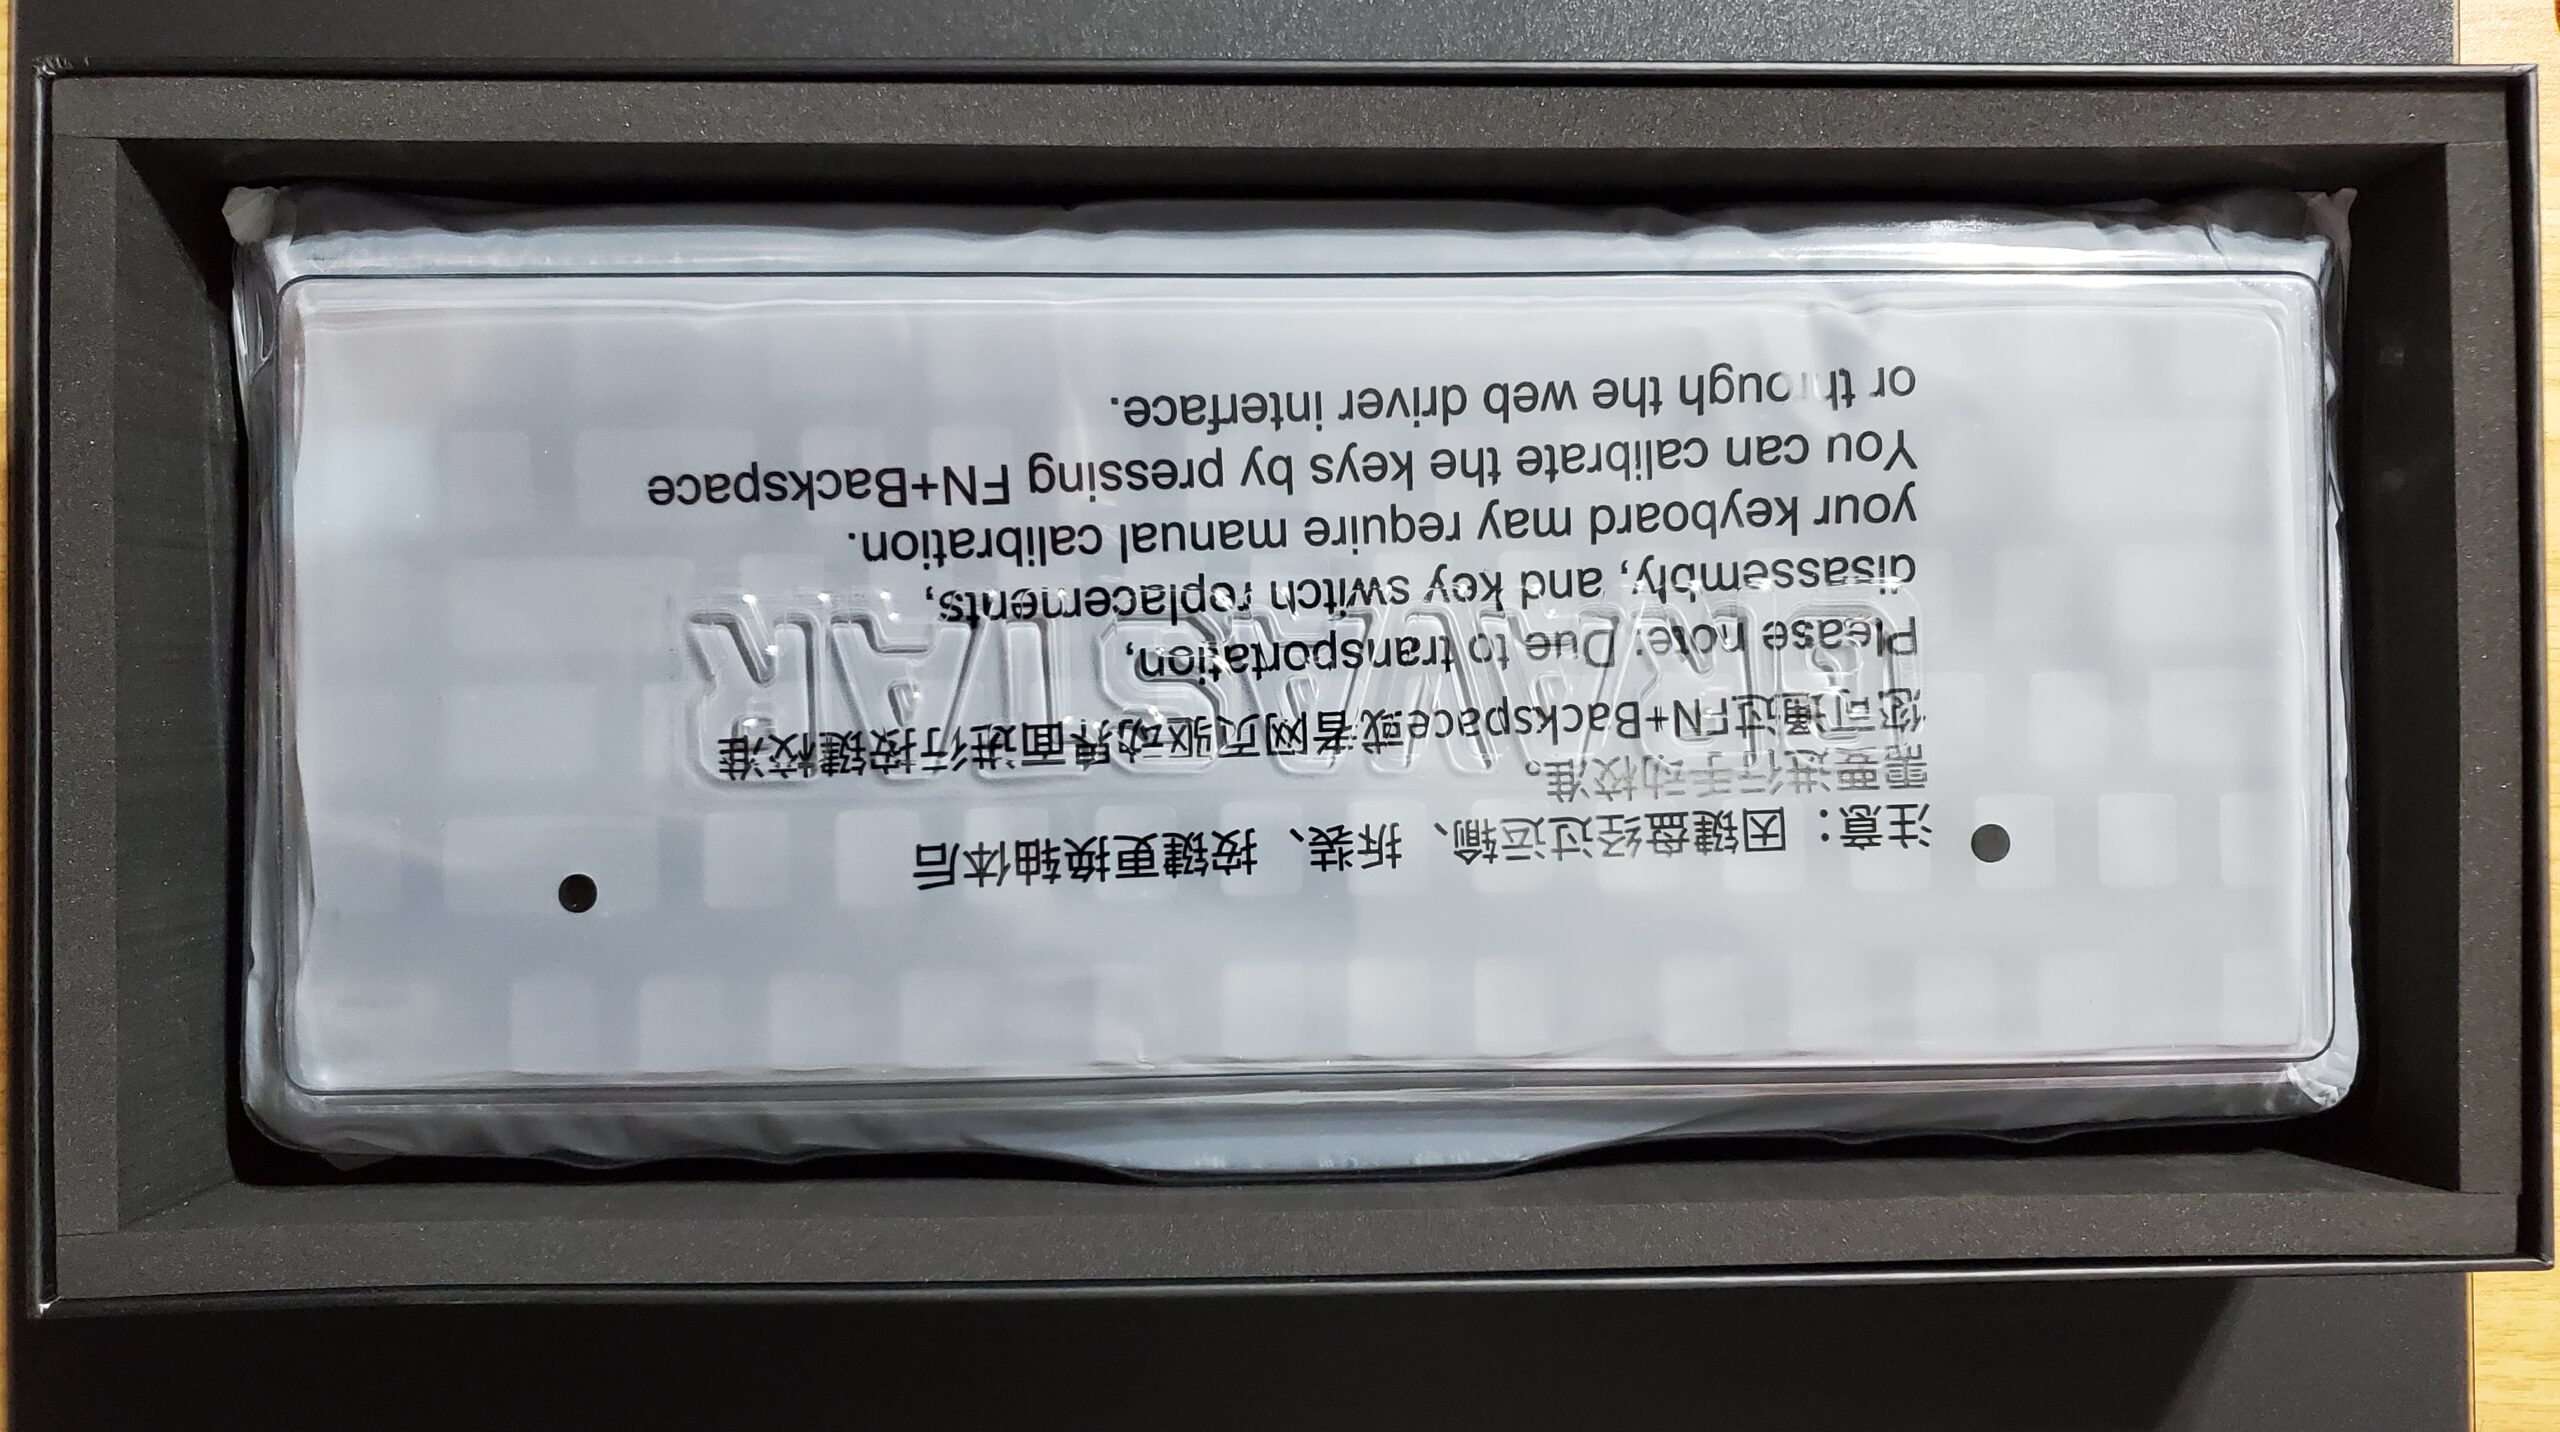 注意：因键盘经过运输、拆装、按键更换轴体后
需要进行手动校准。
您可通过FN+Backspace或者网页驱动界面进行按键校准
Please note: Due to transportation,
disassembly, and key switch replacements,
your keyboard may require manual calibration.
You can calibrate the keys by pressing FN+Backspace
or through the web driver interface.
BRAVASTAR